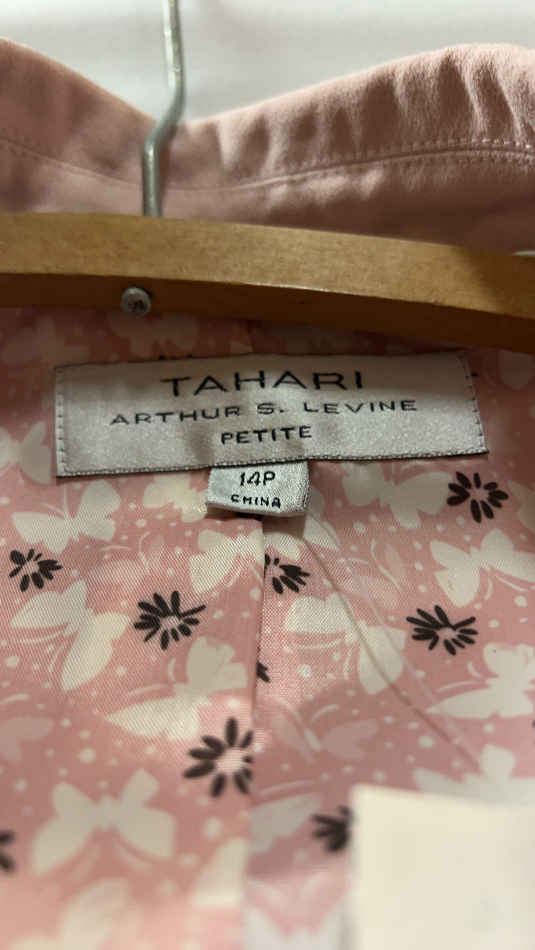 TAHARI
ARTHUR S. LEVINE
PETITE
14P
CHINA